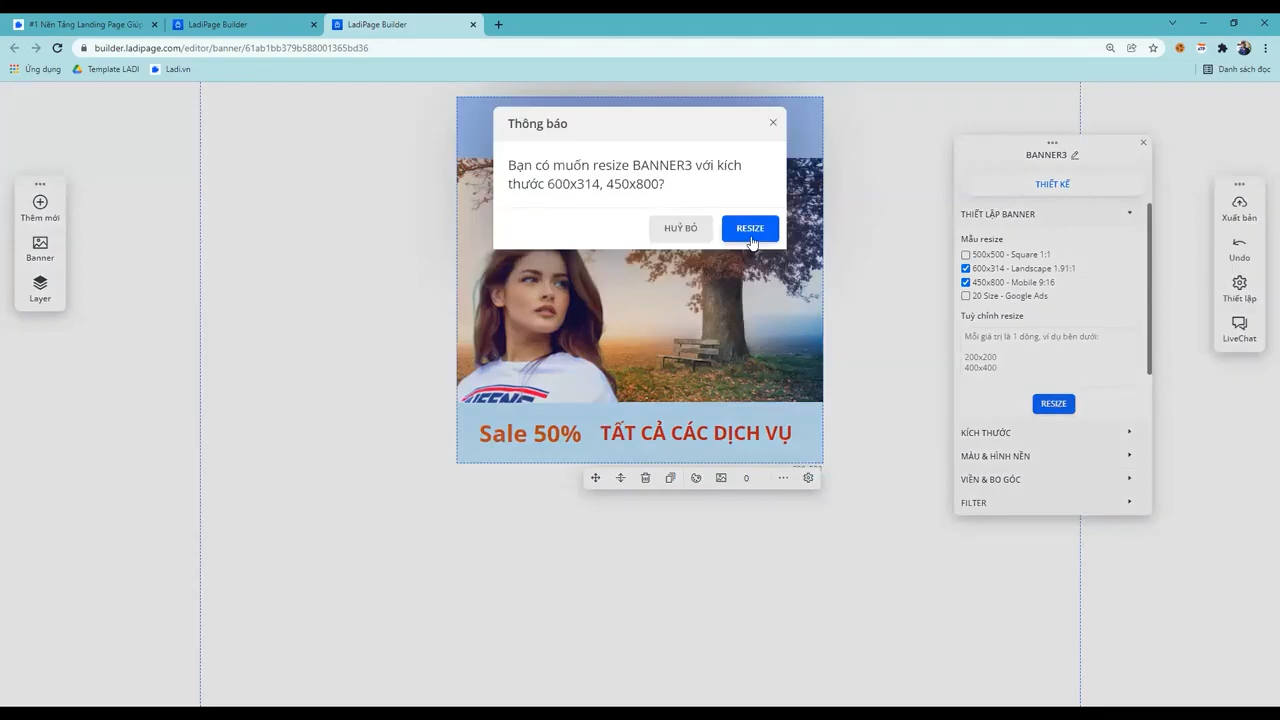 #1 Nền Tảng Landing Page Giúp
LadiPage Builder
LadiPage Builder
builder.ladipage.com/editor/banner/61ab1bb379b588001365bd36
Ứng dụng
Template LADI
Ladi.vn
Danh sách đọc
Thông báo
Bạn có muốn resize BANNER3 với kích
thước 600x314, 450x800?
HUỶ BỎ
RESIZE
Thêm mới
Banner
Layer
Sale 50%
TẤT CẢ CÁC DỊCH VỤ
0
BANNER3
THIẾT KẾ
THIẾT LẬP BANNER
Mẫu resize
500x500 - Square 1:1
600x314 - Landscape 1.91:1
450x800 - Mobile 9:16
20 Size - Google Ads
Tuỳ chỉnh resize
Mỗi giá trị là 1 dòng, ví dụ bên dưới:
200x200
400x400
RESIZE
KÍCH THƯỚC
MÀU & HÌNH NỀN
VIỀN & BO GÓC
FILTER
Xuất bản
Undo
Thiết lập
LiveChat